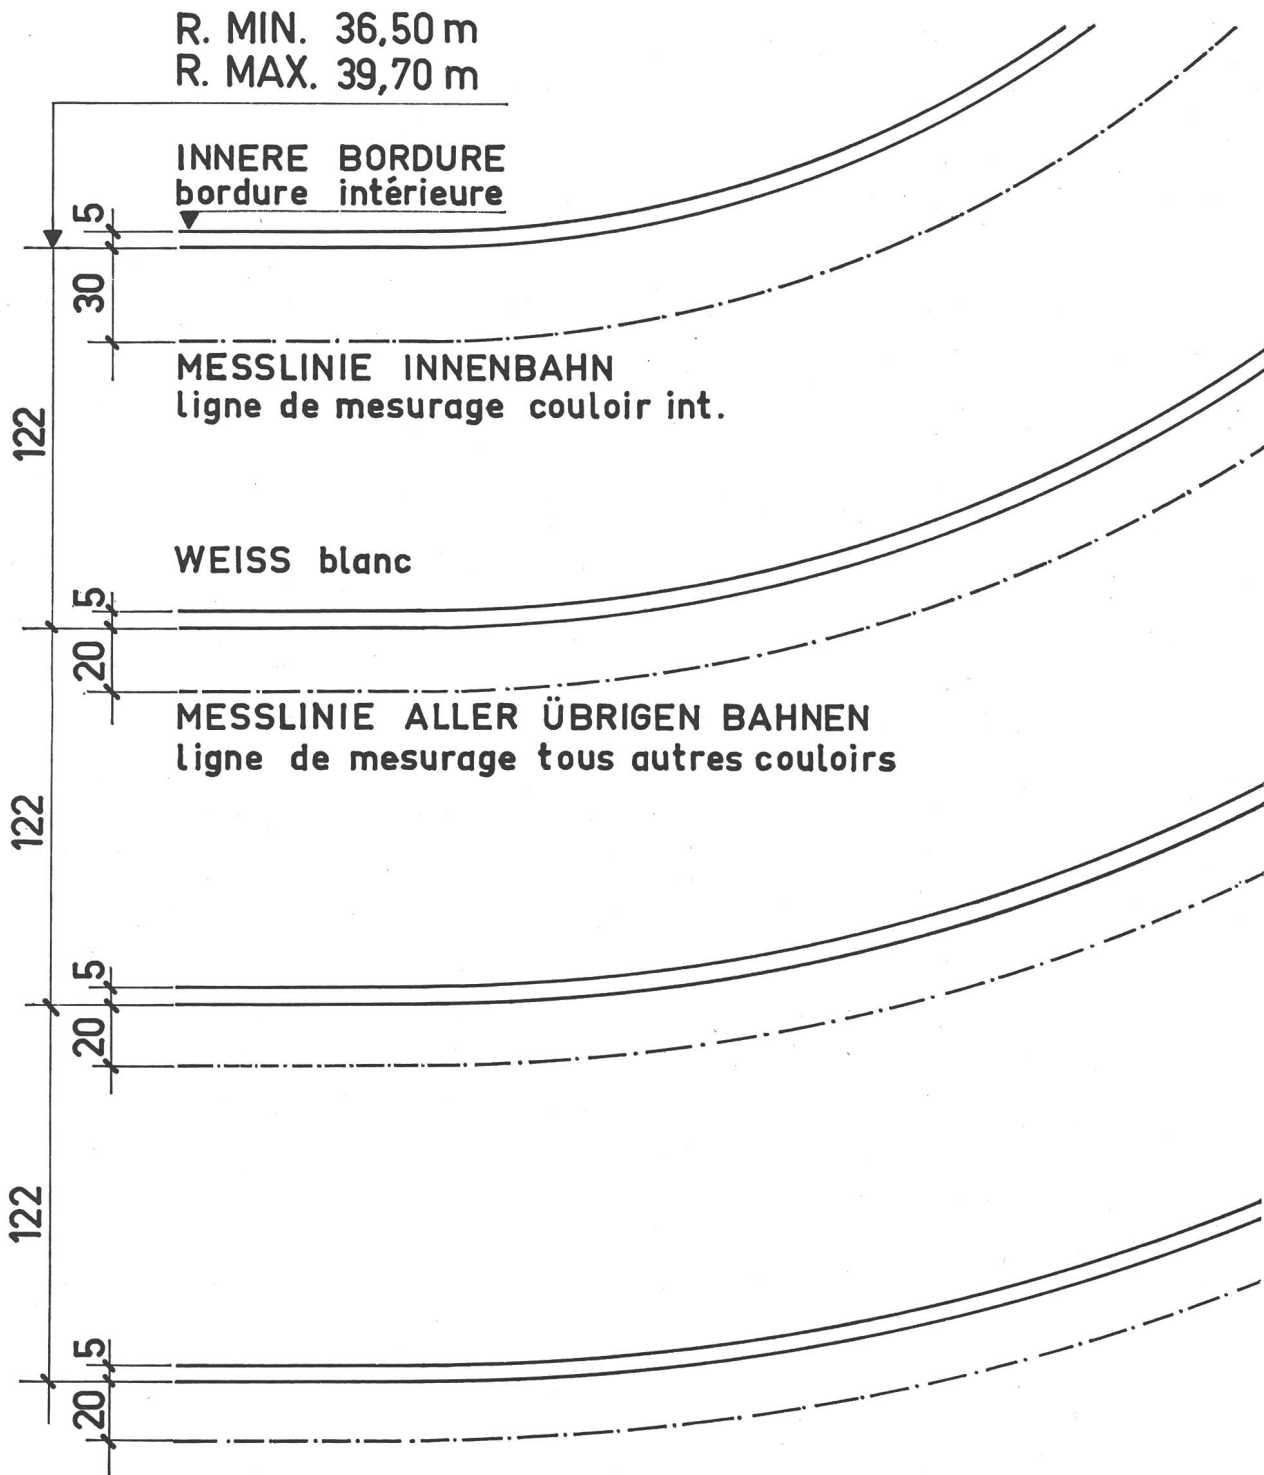 R. MIN. 36,50 m
R. MAX. 39,70 m
INNERE BORDURE
bordure intérieure
5
30
MESSLINIE INNENBAHN
ligne de mesurage couloir int.
122
WEISS blanc
5
20
MESSLINIE ALLER ÜBRIGEN BAHNEN
ligne de mesurage tous autres couloirs
122
5
20
122
5
20